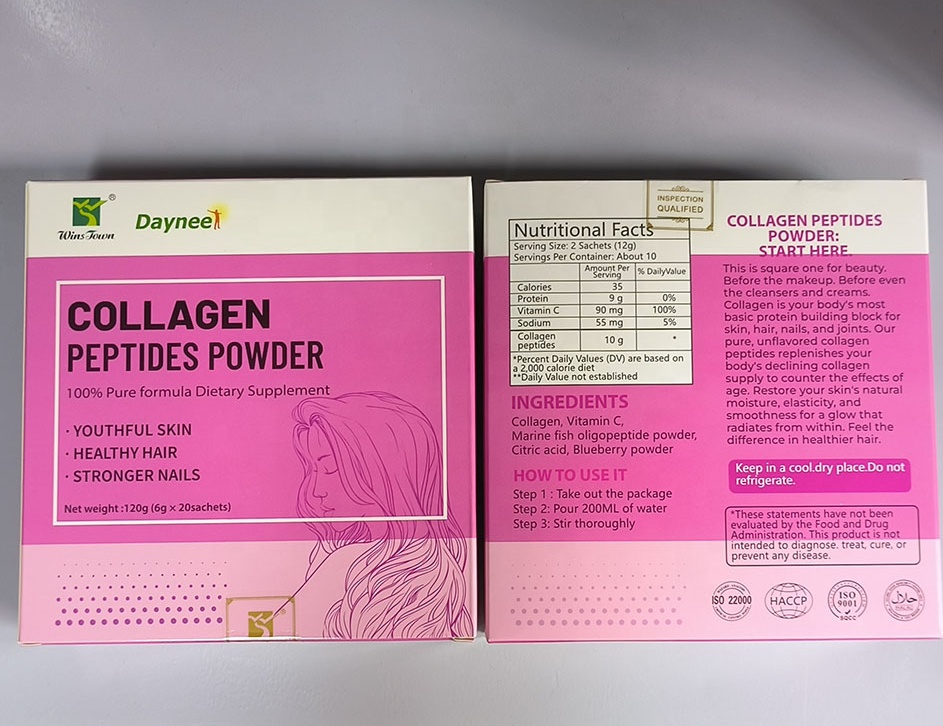 Wins Town
®
Daynee
COLLAGEN
PEPTIDES POWDER
100% Pure formula Dietary Supplement
· YOUTHFUL SKIN
· HEALTHY HAIR
· STRONGER NAILS
Net weight :120g (6g × 20sachets)
INSPECTION
QUALIFIED
Nutritional Facts
Serving Size: 2 Sachets (12g)
Servings Per Container: About 10
Amount Per Serving % DailyValue
Calories 35
Protein 9 g 0%
Vitamin C 90 mg 100%
Sodium 55 mg 5%
Collagen peptides 10 g *
*Percent Daily Values (DV) are based on
a 2,000 calorie diet
**Daily Value not established
INGREDIENTS
Collagen, Vitamin C,
Marine fish oligopeptide powder,
Citric acid, Blueberry powder
HOW TO USE IT
Step 1 : Take out the package
Step 2: Pour 200ML of water
Step 3: Stir thoroughly
COLLAGEN PEPTIDES
POWDER:
START HERE.
This is square one for beauty.
Before the makeup. Before even
the cleansers and creams.
Collagen is your body's most
basic protein building block for
skin, hair, nails, and joints. Our
pure, unflavored collagen
peptides replenishes your
body's declining collagen
supply to counter the effects of
age. Restore your skin's natural
moisture, elasticity, and
smoothness for a glow that
radiates from within. Feel the
difference in healthier hair.
Keep in a cool.dry place.Do not
refrigerate.
*These statements have not been
evaluated by the Food and Drug
Administration. This product is not
intended to diagnose. treat, cure, or
prevent any disease.
ISO 22000
HACCP
ISO
9001
SQCC
حلال
HALAL